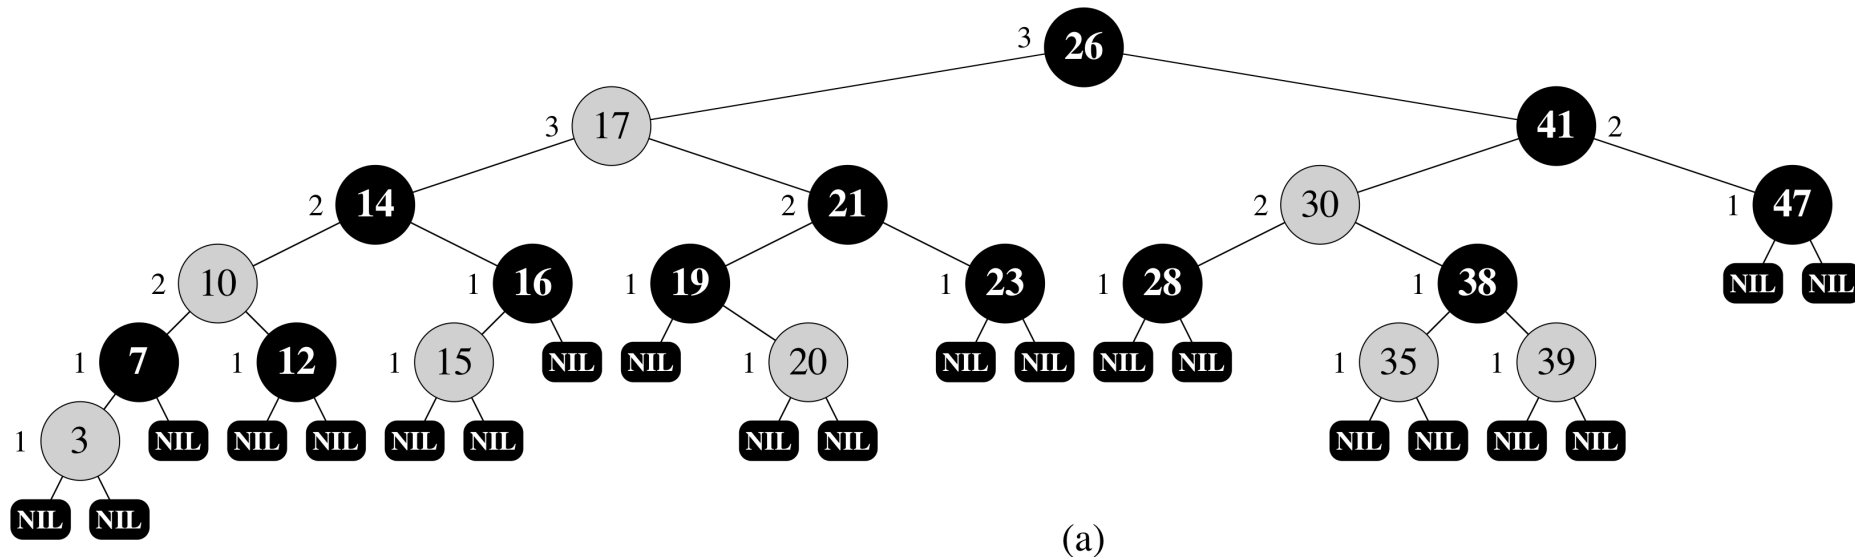 3 26
3 17 41 2
2 14 2 21 2 30 1 47
2 10 1 16 1 19 1 23 1 28 1 38 NIL NIL
1 7 1 12 1 15 NIL NIL 1 20 NIL NIL NIL NIL 1 35 1 39
1 3 NIL NIL NIL NIL NIL NIL NIL NIL NIL NIL NIL
NIL NIL
(a)